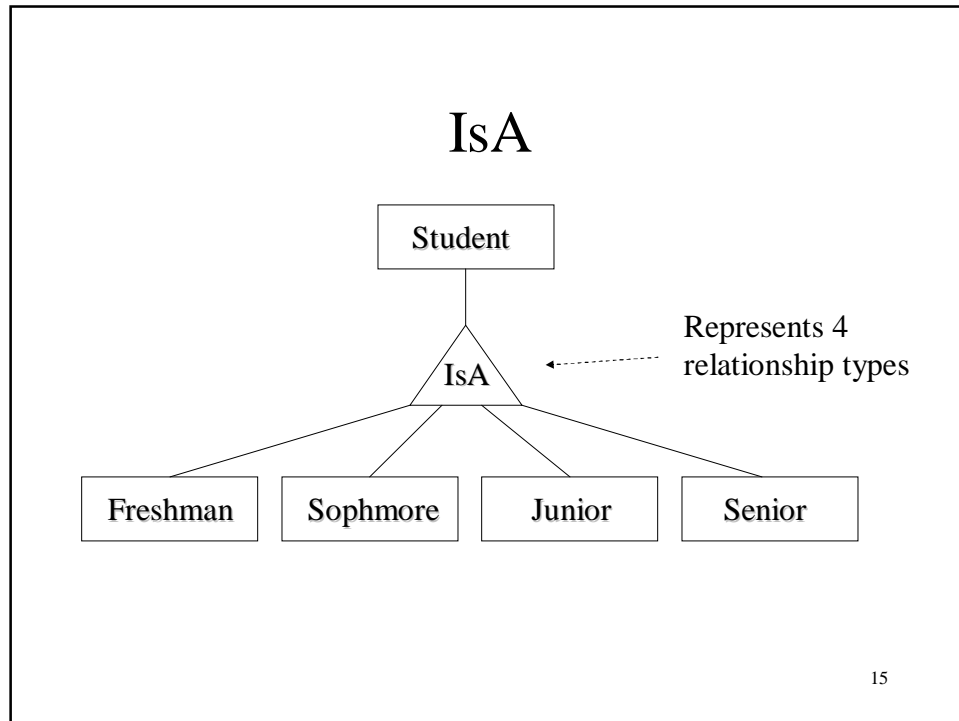 IsA
Student
Represents 4
relationship types
IsA
Freshman
Sophmore
Junior
Senior
15